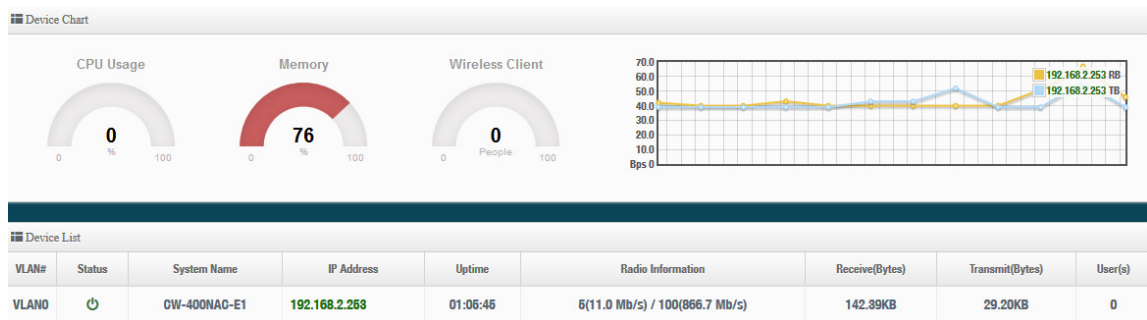 Device Chart
CPU Usage
0
%
0 100
Memory
76
%
0 100
Wireless Client
0
People
0 100
70.0
60.0
50.0
40.0
30.0
20.0
10.0
Bps 0
192.168.2.253 RB
192.168.2.253 TB
Device List
VLAN# Status System Name IP Address Uptime Radio Information Receive(Bytes) Transmit(Bytes) User(s)
VLAN0 CW-400NAC-E1 192.168.2.253 01:05:45 6(11.0 Mb/s) / 100(866.7 Mb/s) 142.39KB 29.20KB 0